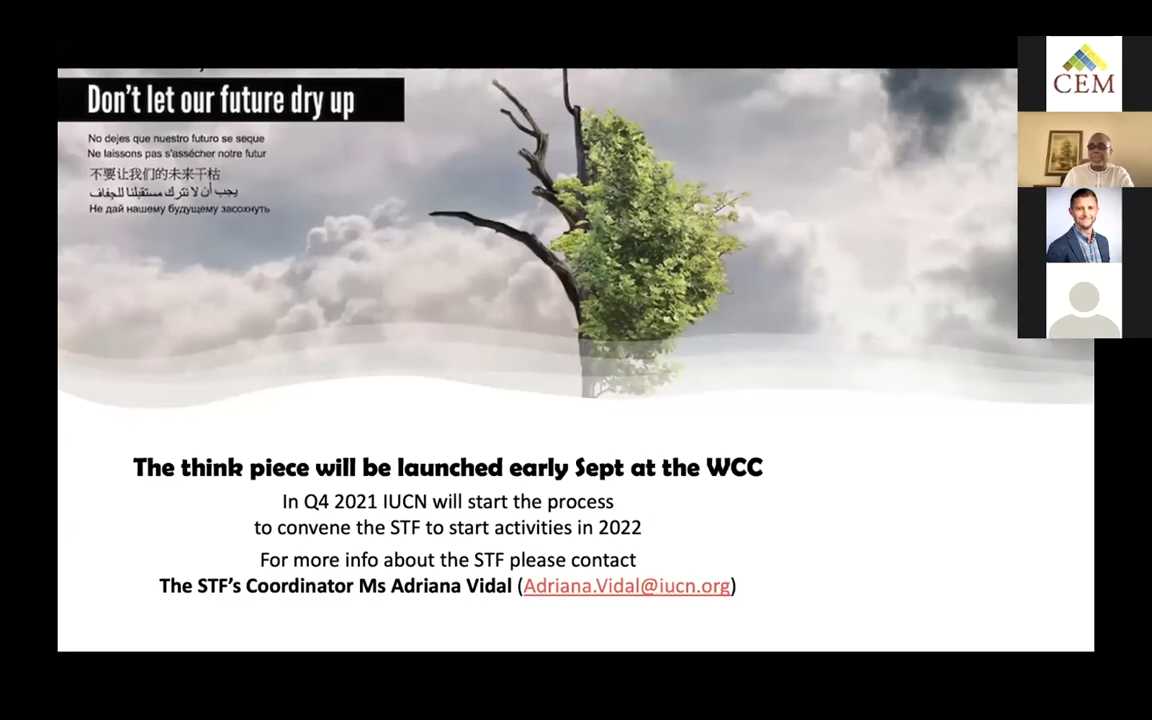 Don't let our future dry up
No dejes que nuestro futuro se seque
Ne laissons pas s'assécher notre futur
不要让我们的未来干枯
يجب أن لا نترك مستقبلنا للجفاف
Не дай нашему будущему засохнуть
CEM
The think piece will be launched early Sept at the WCC
In Q4 2021 IUCN will start the process
to convene the STF to start activities in 2022
For more info about the STF please contact
The STF's Coordinator Ms Adriana Vidal (Adriana.Vidal@iucn.org)